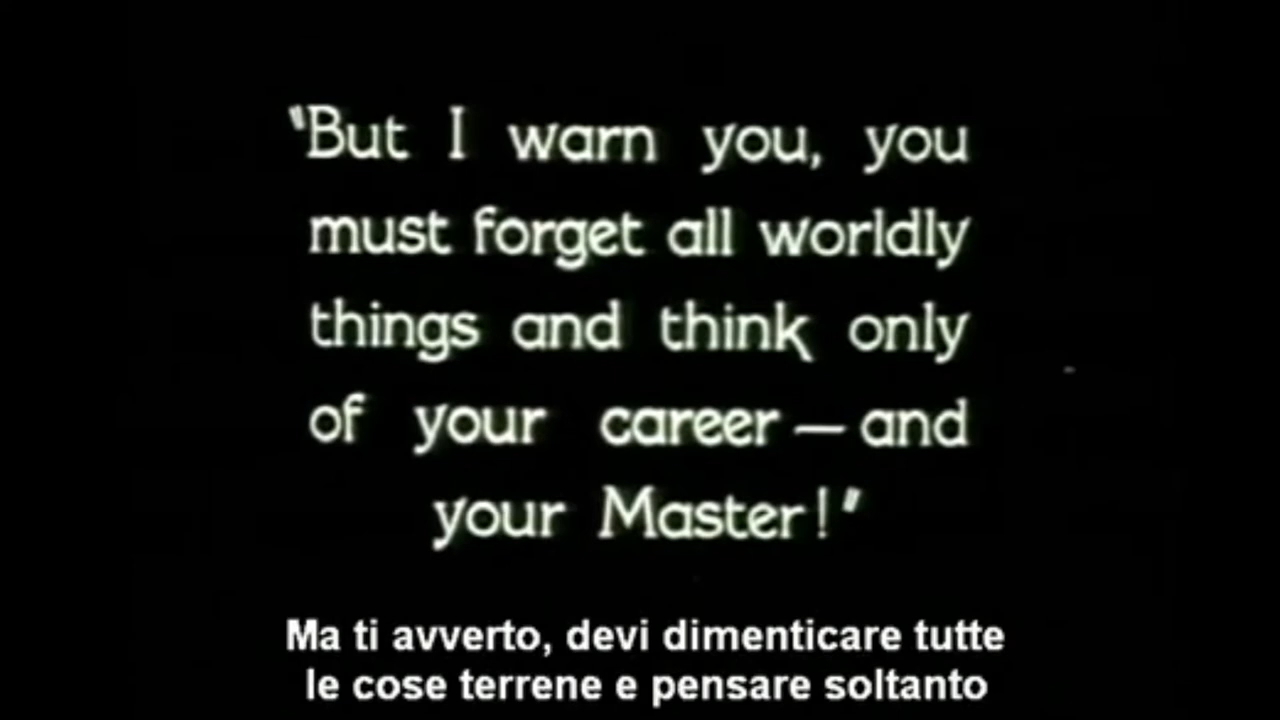 "But I warn you, you
must forget all worldly
things and think only
of your career — and
your Master!"
Ma ti avverto, devi dimenticare tutte
le cose terrene e pensare soltanto